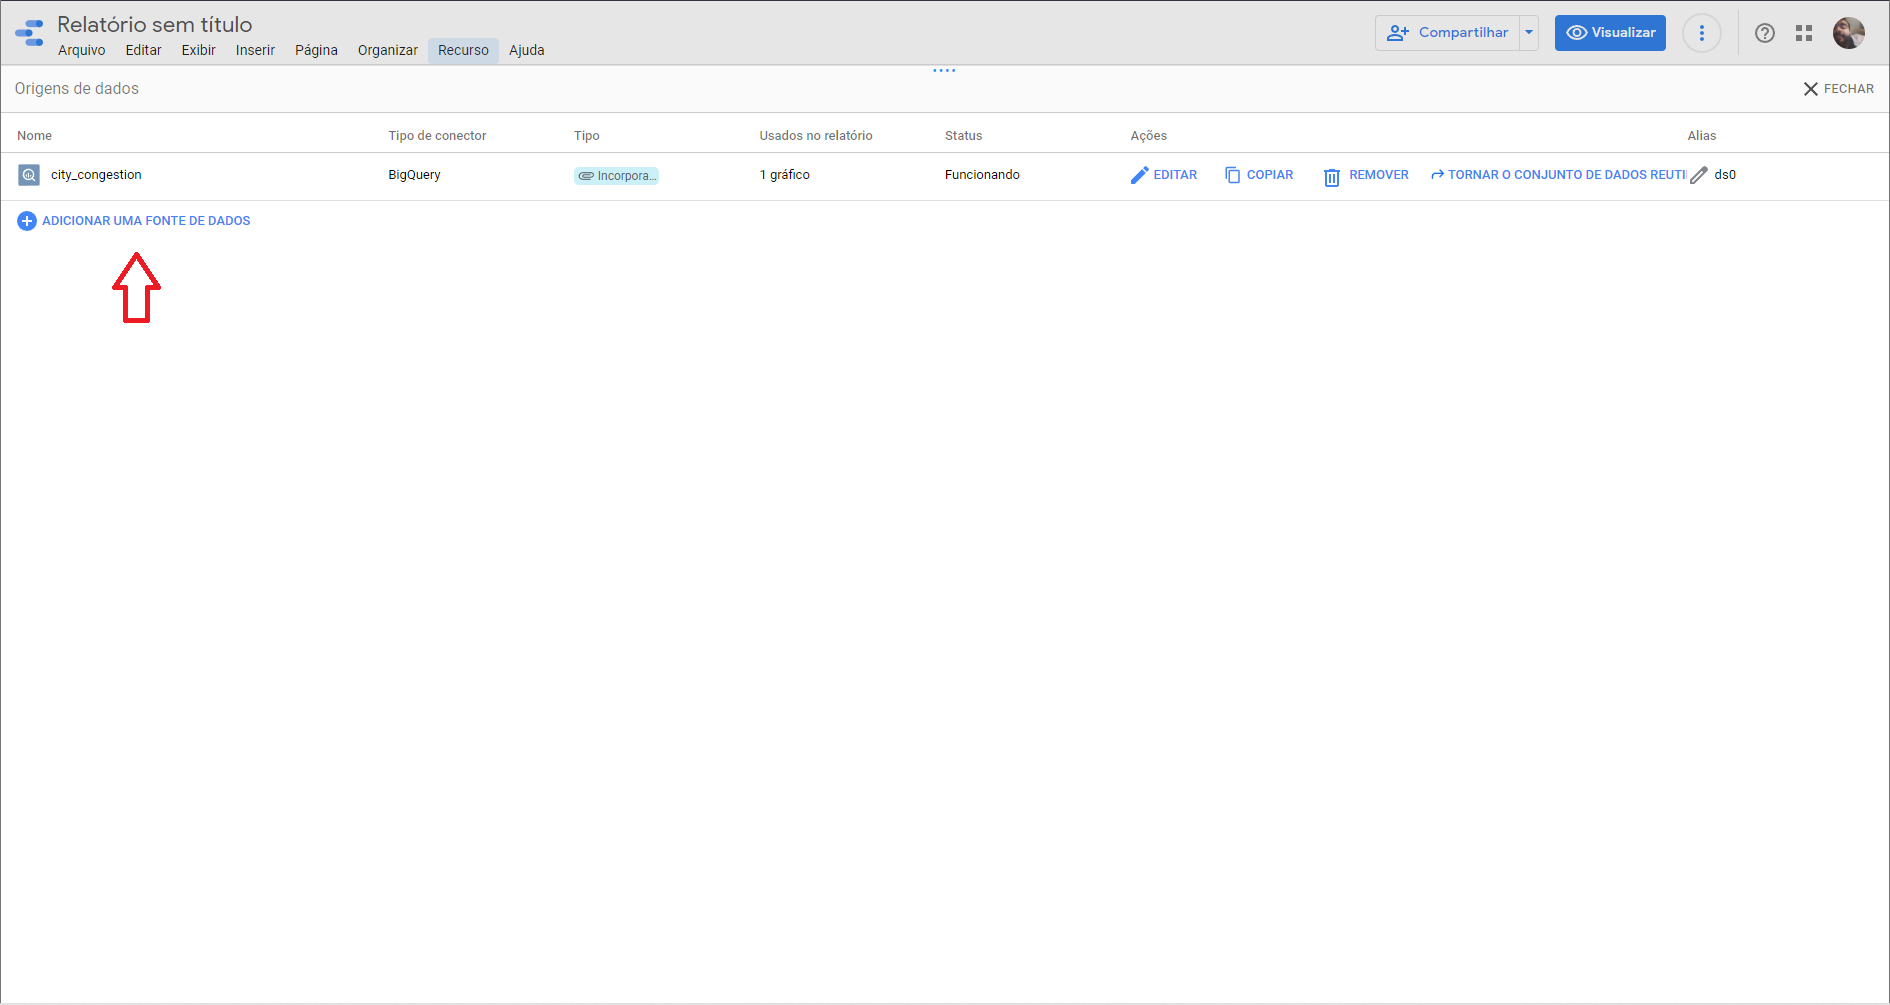 Relatório sem título
Arquivo Editar Exibir Inserir Página Organizar Recurso Ajuda
Compartilhar
Visualizar
Origens de dados
FECHAR
Nome Tipo de conector Tipo Usados no relatório Status Ações Alias
city_congestion BigQuery Incorpora... 1 gráfico Funcionando EDITAR COPIAR REMOVER TORNAR O CONJUNTO DE DADOS REUTI ds0
ADICIONAR UMA FONTE DE DADOS